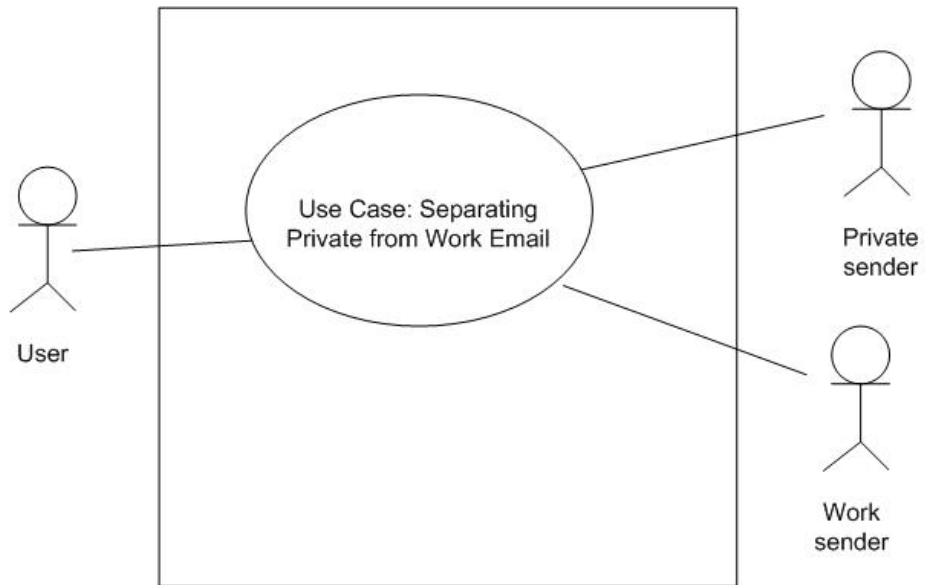 Use Case: Separating
Private from Work Email
User
Private
sender
Work
sender